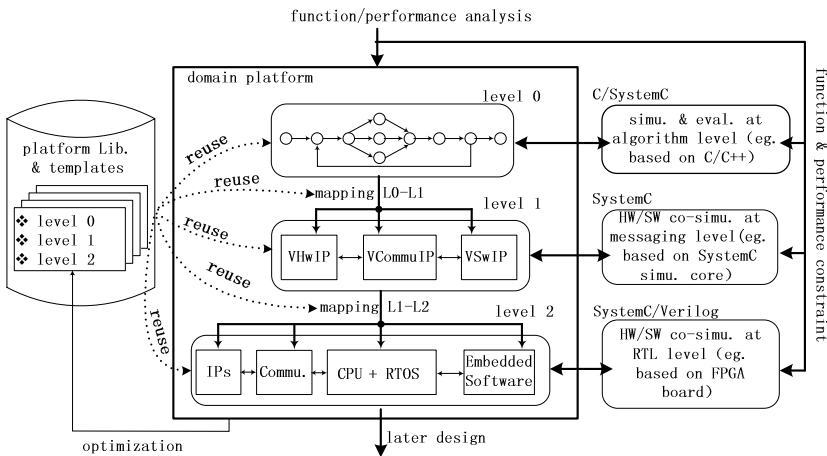 function/performance analysis
domain platform
level 0
C/SystemC
simu. & eval. at
algorithm level (eg.
based on C/C++)
function & performance constraint
platform Lib.
& templates
❖ level 0
❖ level 1
❖ level 2
reuse
reuse
reuse
reuse
reuse
mapping L0-L1
level 1
VHwIP
VCommuIP
VSwIP
SystemC
HW/SW co-simu. at
messaging level(eg.
based on SystemC
simu. core)
mapping L1-L2
level 2
IPs
Commu.
CPU + RTOS
Embedded
Software
SystemC/Verilog
HW/SW co-simu. at
RTL level (eg.
based on FPGA
board)
optimization
later design